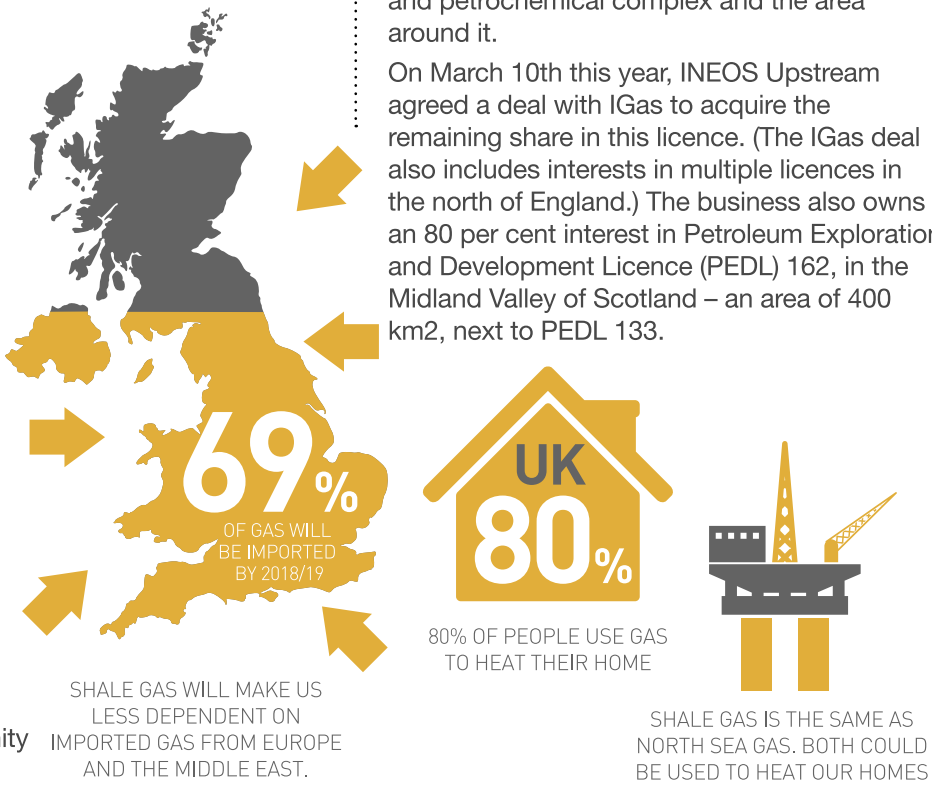 and petrochemical complex and the area
around it.
On March 10th this year, INEOS Upstream
agreed a deal with IGas to acquire the
remaining share in this licence. (The IGas deal
also includes interests in multiple licences in
the north of England.) The business also owns
an 80 per cent interest in Petroleum Exploration
and Development Licence (PEDL) 162, in the
Midland Valley of Scotland – an area of 400
km2, next to PEDL 133.
69%
OF GAS WILL
BE IMPORTED
BY 2018/19
UK
80%
80% OF PEOPLE USE GAS
TO HEAT THEIR HOME
SHALE GAS WILL MAKE US
LESS DEPENDENT ON
IMPORTED GAS FROM EUROPE
AND THE MIDDLE EAST.
SHALE GAS IS THE SAME AS
NORTH SEA GAS. BOTH COULD
BE USED TO HEAT OUR HOMES